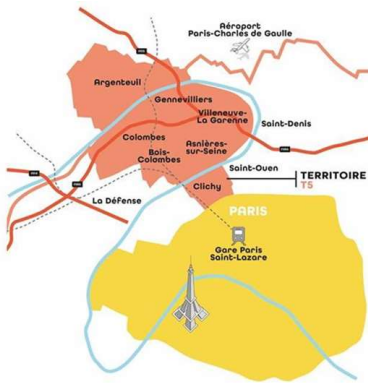 Aéroport
Paris-Charles de Gaulle
Argenteuil
Gennevilliers
Villeneuve-
La Garenne
Saint-Denis
Colombes
Asnières-
sur-Seine
Bois-
Colombes
Saint-Ouen
TERRITOIRE
T5
Clichy
La Défense
PARIS
Gare Paris
Saint-Lazare